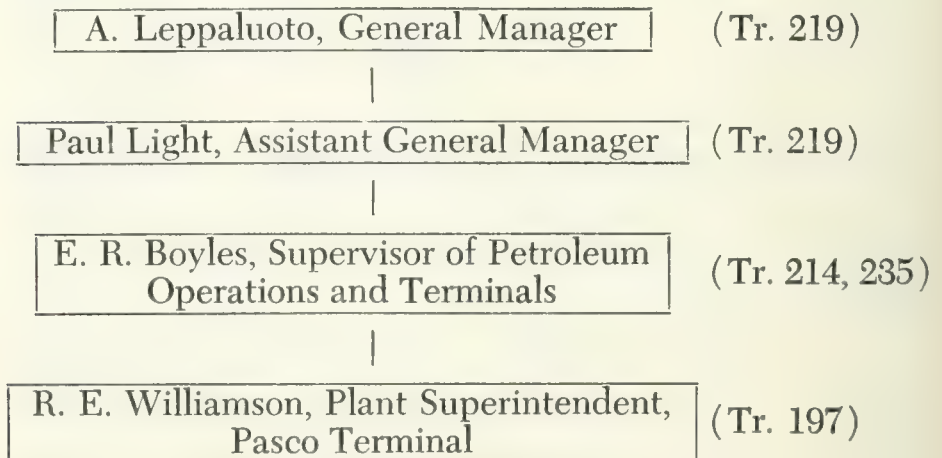 A. Leppaluoto, General Manager (Tr. 219)
Paul Light, Assistant General Manager (Tr. 219)
E. R. Boyles, Supervisor of Petroleum
Operations and Terminals (Tr. 214, 235)
R. E. Williamson, Plant Superintendent,
Pasco Terminal (Tr. 197)